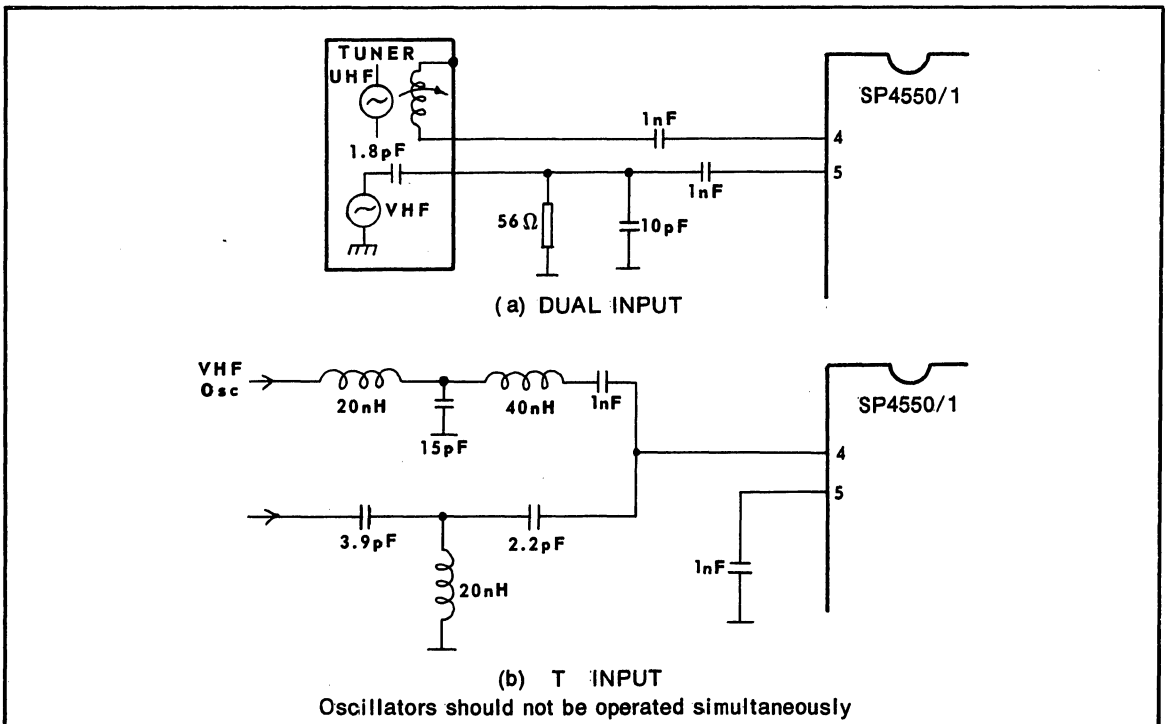 TUNER
UHF
SP4550/1
1nF
4
1.8pF
5
1nF
VHF
56Ω
10pF
(a) DUAL INPUT
VHF
Osc
20nH
40nH
1nF
SP4550/1
15pF
4
5
3.9pF
2.2pF
20nH
1nF
(b) T INPUT
Oscillators should not be operated simultaneously